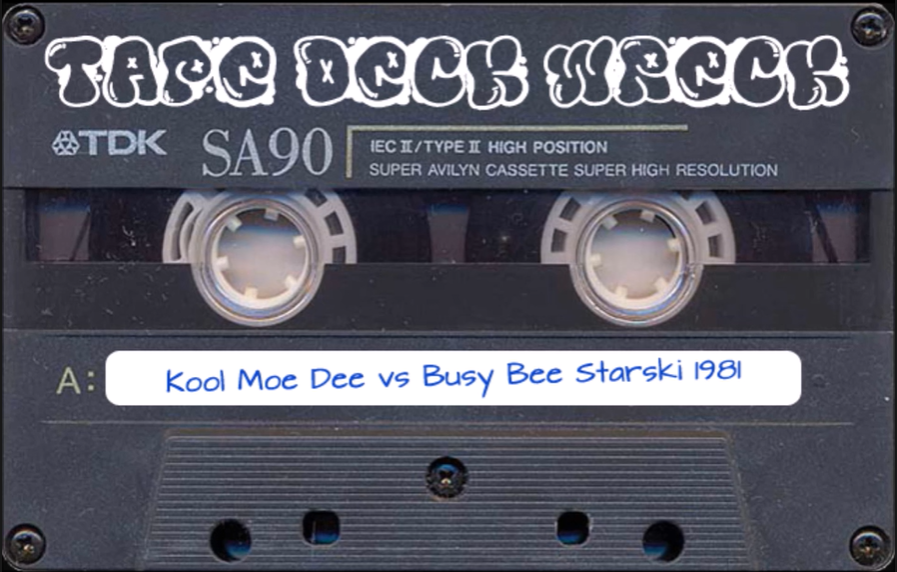 TAPE DECK WRECK
TDK SA90 IEC II/TYPE II HIGH POSITION
SUPER AVILYN CASSETTE SUPER HIGH RESOLUTION
A: Kool Moe Dee vs Busy Bee Starski 1981